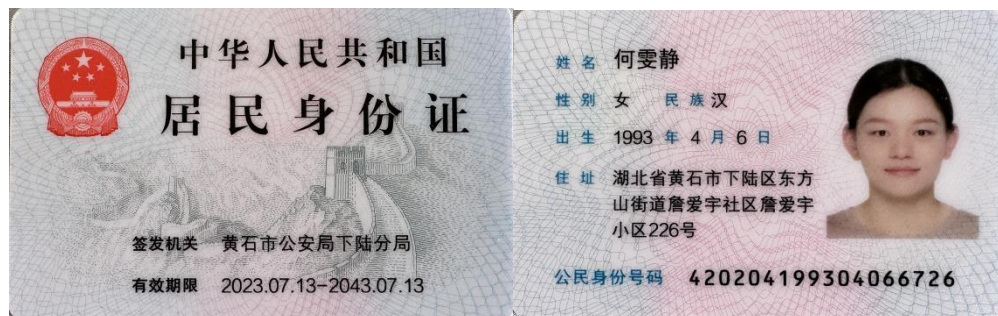 中华人民共和国
居民身份证
签发机关 黄石市公安局下陆分局
有效期限 2023.07.13-2043.07.13
姓名 何雯静
性别 女 民族 汉
出生 1993 年 4 月 6 日
住址 湖北省黄石市下陆区东方
山街道詹爱宇社区詹爱宇
小区226号
公民身份号码 420204199304066726